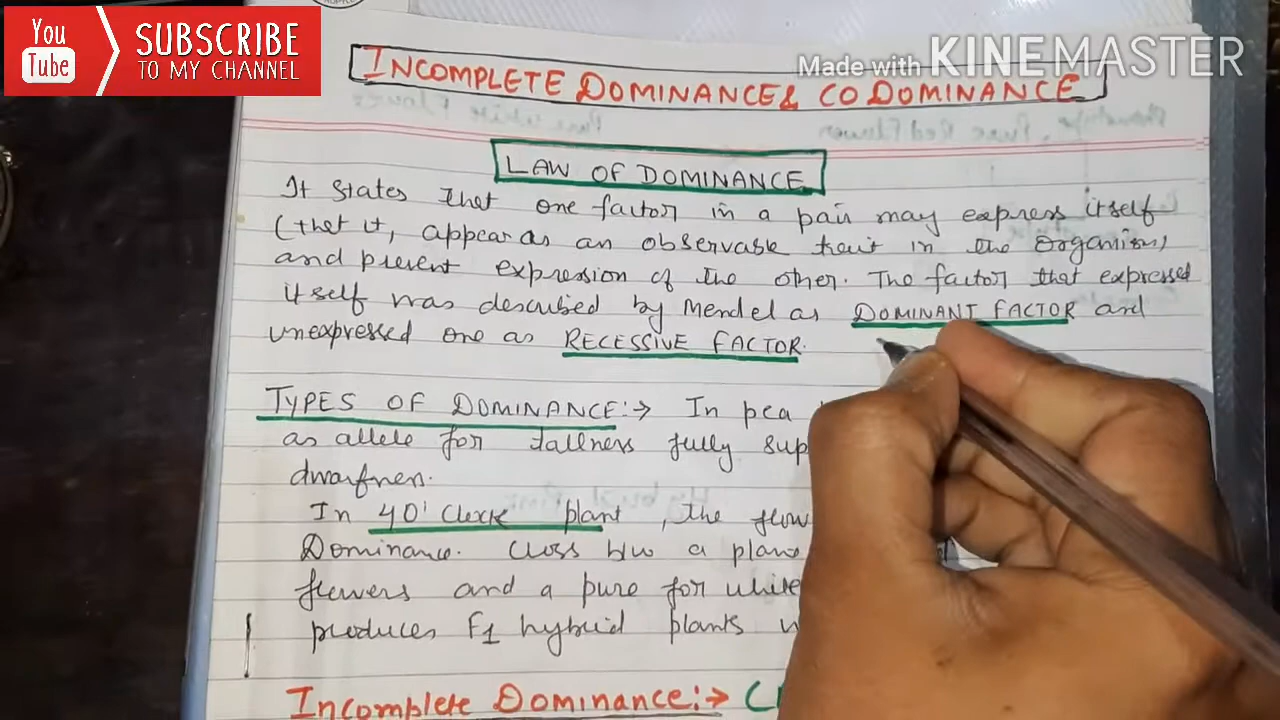 You Tube
SUBSCRIBE
TO MY CHANNEL
Made with KINEMASTER
INCOMPLETE DOMINANCE & CO DOMINANCE
LAW OF DOMINANCE
It states that one factor in a pair may express itself
(that it, appear as an observable trait in the organism)
and prevent expression of the other. The factor that expressed
itself was described by Mendel as DOMINANT FACTOR and
unexpressed one as RECESSIVE FACTOR.
TYPES OF DOMINANCE:→ In pea
as allele for tallness fully sup
dwarfness.
In 4 O' Clock plant, the flow
Dominance. Cross b/w a plant
flowers and a pure for white
produces F1 hybrid plants w
Incomplete Dominance:→